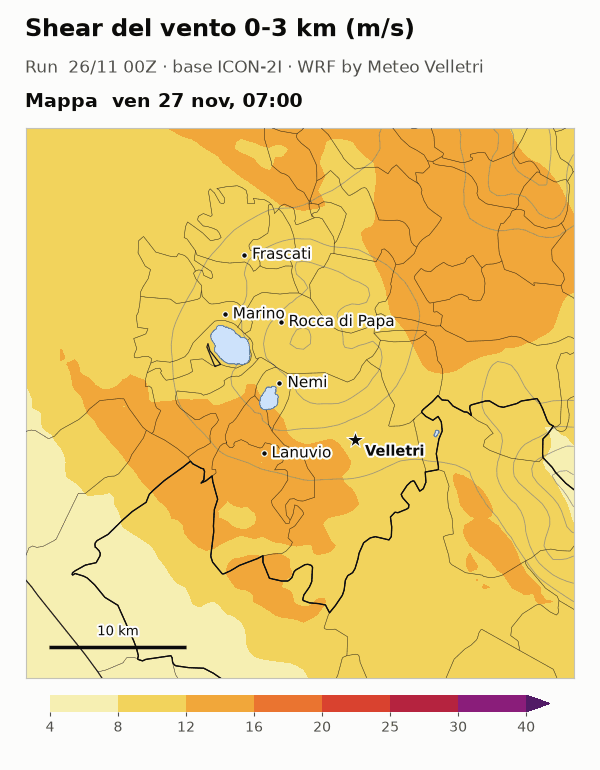 Shear del vento 0-3 km (m/s)
Run  26/11 00Z · base ICON-2I · WRF by Meteo Velletri
Mappa  ven 27 nov, 07:00
Frascati
Marino
Rocca di Papa
Nemi
Velletri
Lanuvio
10 km
4 8 12 16 20 25 30 40